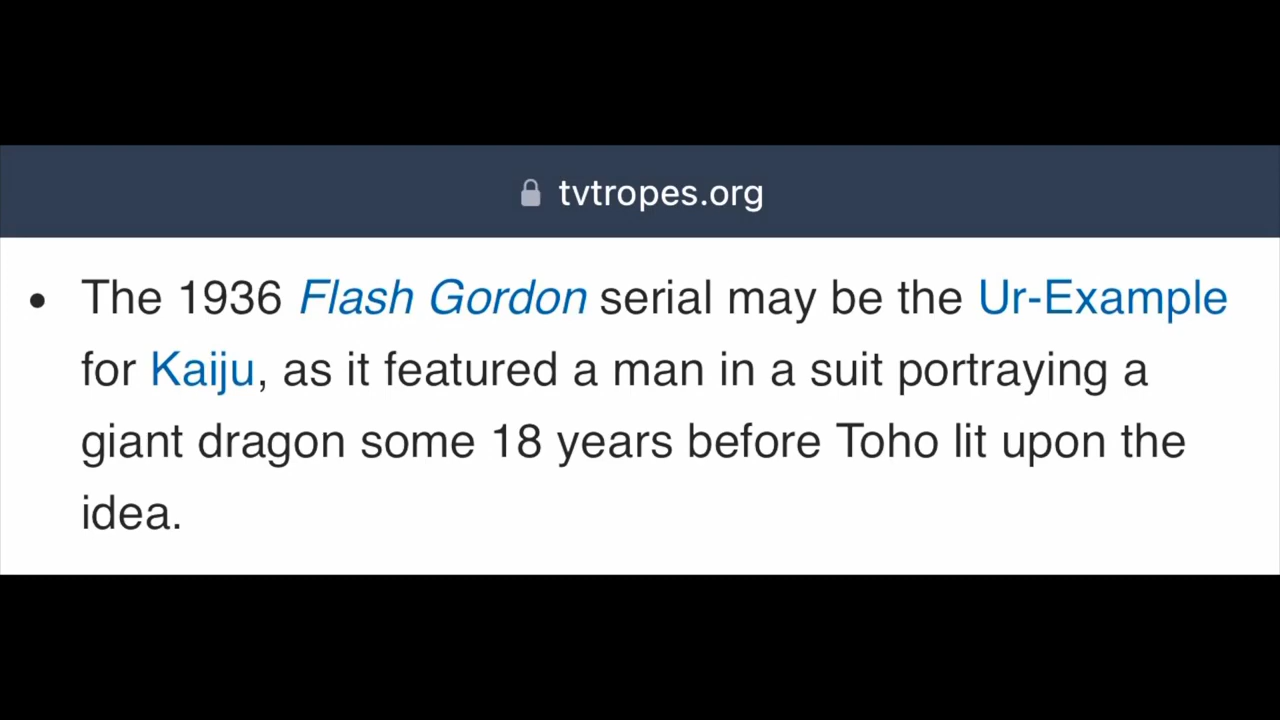 tvtropes.org
• The 1936 Flash Gordon serial may be the Ur-Example
for Kaiju, as it featured a man in a suit portraying a
giant dragon some 18 years before Toho lit upon the
idea.